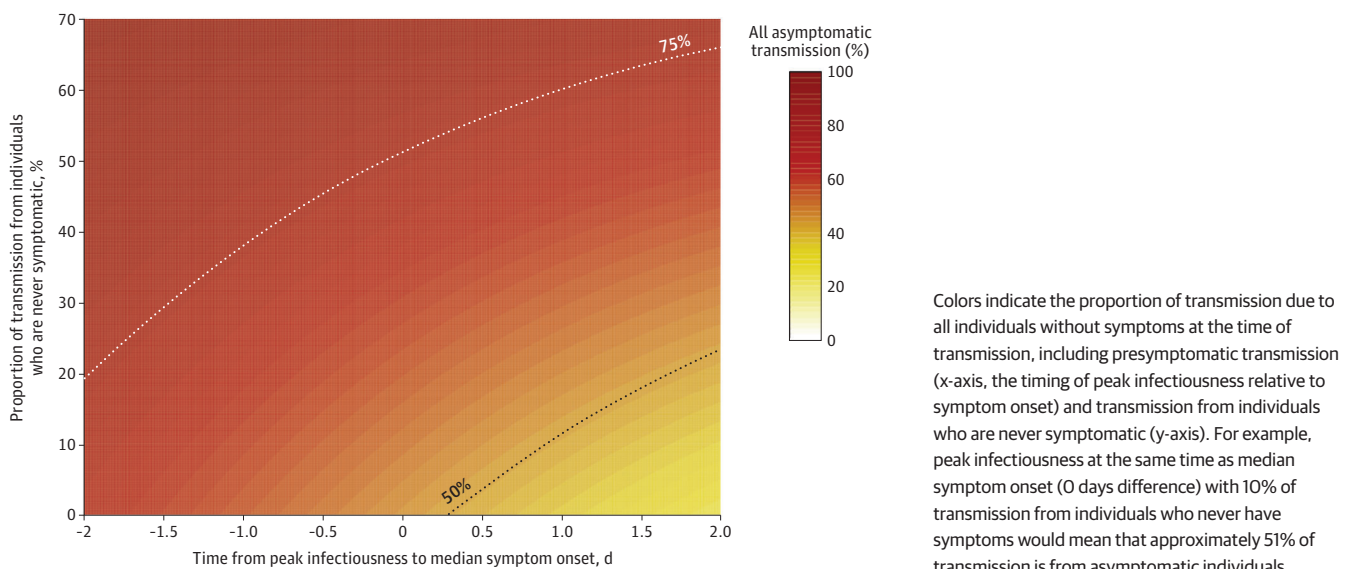 70
60
50
40
30
20
10
0
Proportion of transmission from individuals
who are never symptomatic, %
75%
50%
-2
-1.5
-1.0
-0.5
0
0.5
1.0
1.5
2.0
Time from peak infectiousness to median symptom onset, d
All asymptomatic
transmission (%)
100
80
60
40
20
0
Colors indicate the proportion of transmission due to
all individuals without symptoms at the time of
transmission, including presymptomatic transmission
(x-axis, the timing of peak infectiousness relative to
symptom onset) and transmission from individuals
who are never symptomatic (y-axis). For example,
peak infectiousness at the same time as median
symptom onset (0 days difference) with 10% of
transmission from individuals who never have
symptoms would mean that approximately 51% of
transmission is from asymptomatic individuals